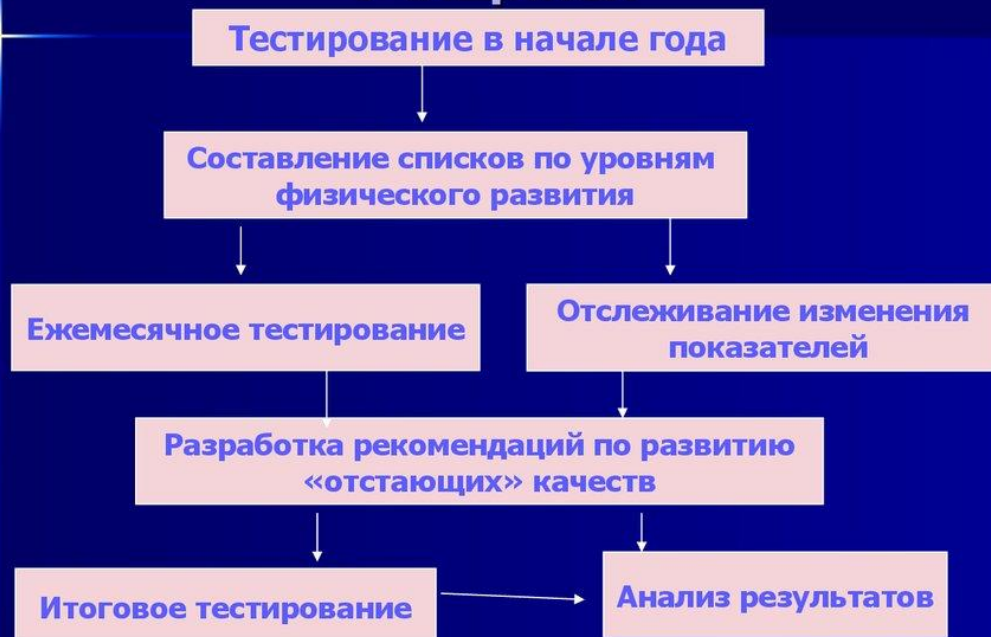 Тестирование в начале года
Составление списков по уровням
физического развития
Ежемесячное тестирование
Отслеживание изменения
показателей
Разработка рекомендаций по развитию
«отстающих» качеств
Итоговое тестирование
Анализ результатов